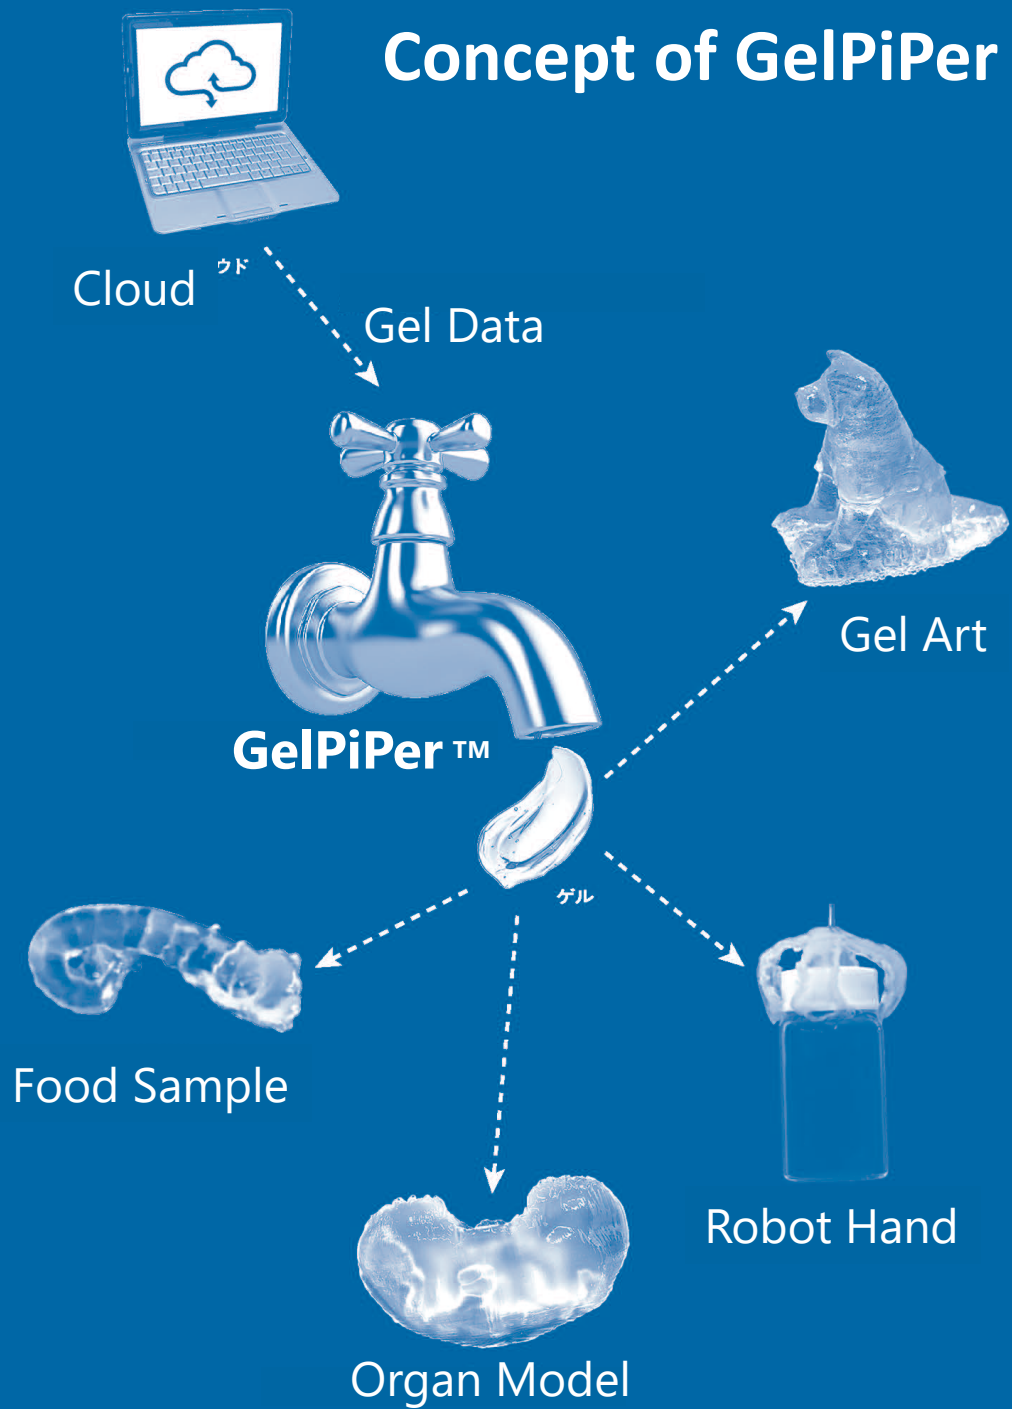 Concept of GelPiPer
Cloud
ウド
Gel Data
Gel Art
GelPiPer TM
ゲル
Food Sample
Robot Hand
Organ Model